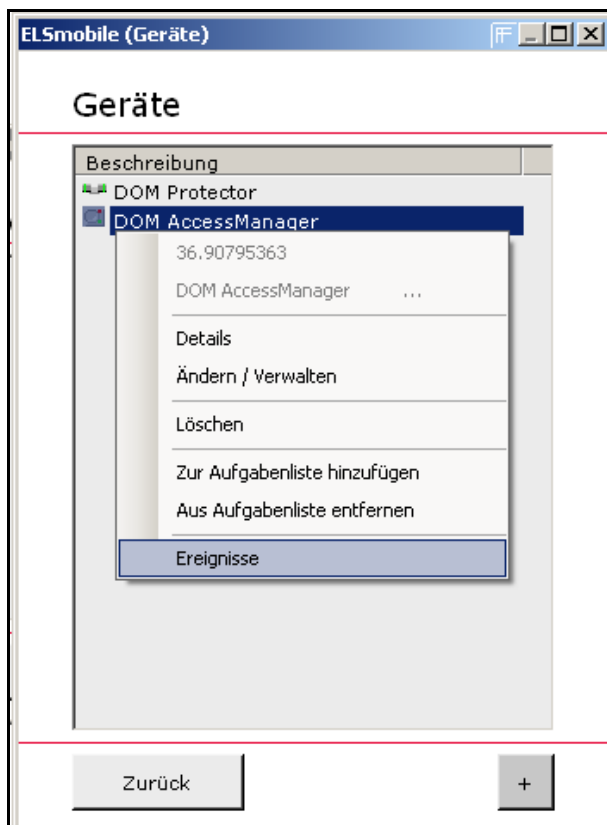 ELSmobile (Geräte)
Geräte
Beschreibung
DOM Protector
DOM AccessManager
36.90795363
DOM AccessManager ...
Details
Ändern / Verwalten
Löschen
Zur Aufgabenliste hinzufügen
Aus Aufgabenliste entfernen
Ereignisse
Zurück
+